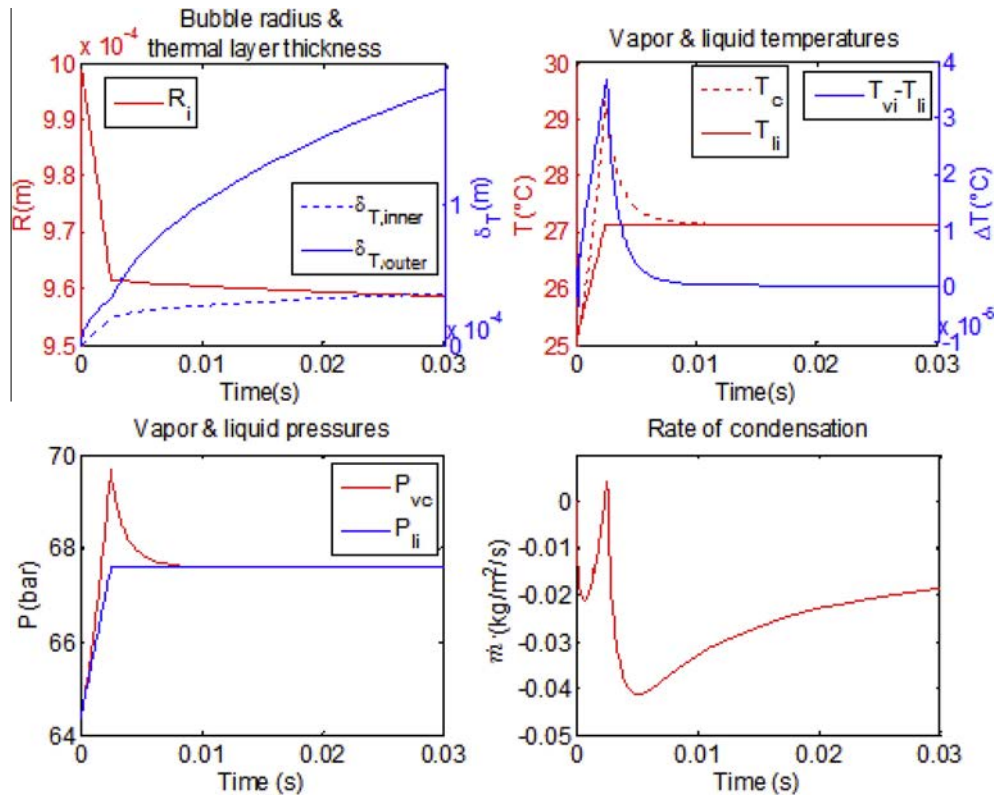 Bubble radius &
thermal layer thickness
x 10⁻⁴
10
9.9
9.8
9.7
9.6
9.5
R(m)
R_i
δ_T,inner
δ_T,outer
1
0
x 10⁻⁴
δ_T(m)
0 0.01 0.02 0.03
Time(s)
Vapor & liquid temperatures
30
29
28
27
26
25
T(°C)
T_c
T_li
T_vi-T_li
4
3
2
1
0
-1
x 10⁻⁶
ΔT(°C)
0 0.01 0.02 0.03
Time(s)
Vapor & liquid pressures
70
68
66
64
P(bar)
P_vc
P_li
0 0.01 0.02 0.03
Time (s)
Rate of condensation
0
-0.01
-0.02
-0.03
-0.04
-0.05
ṁ (kg/m²/s)
0 0.01 0.02 0.03
Time (s)